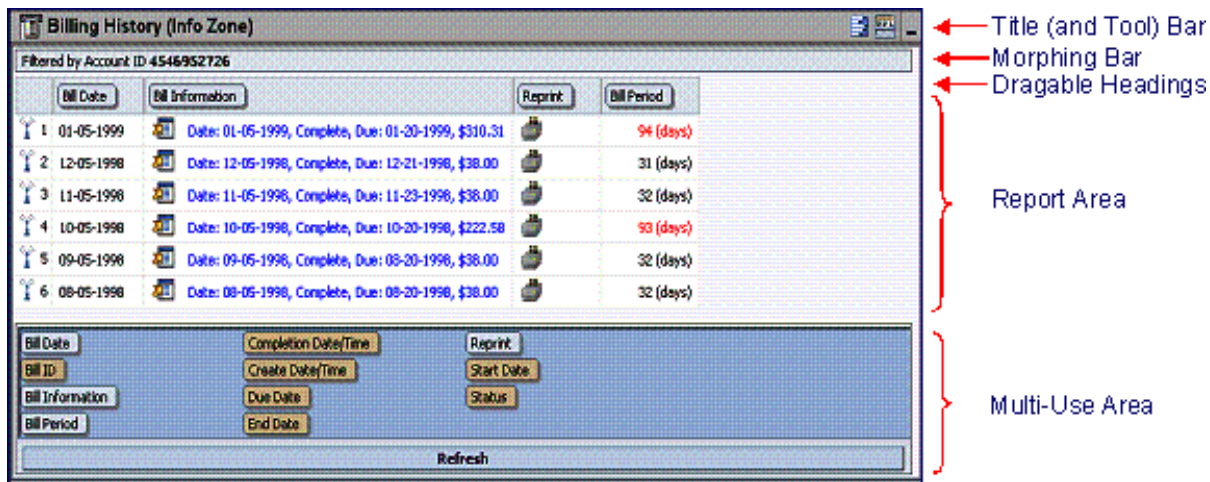 Billing History (Info Zone)
Title (and Tool) Bar
Filtered by Account ID 4546952726
Morphing Bar
Bill Date Bill Information Reprint Bill Period
Dragable Headings
1 01-05-1999 Date: 01-05-1999, Complete, Due: 01-20-1999, $310.31 94 (days)
2 12-05-1998 Date: 12-05-1998, Complete, Due: 12-21-1998, $38.00 31 (days)
3 11-05-1998 Date: 11-05-1998, Complete, Due: 11-23-1998, $38.00 32 (days)
Report Area
4 10-05-1998 Date: 10-05-1998, Complete, Due: 10-20-1998, $222.58 93 (days)
5 09-05-1998 Date: 09-05-1998, Complete, Due: 08-20-1998, $38.00 32 (days)
6 08-05-1998 Date: 08-05-1998, Complete, Due: 08-20-1998, $38.00 32 (days)
Bill Date Completion Date/Time Reprint
Bill ID Create Date/Time Start Date
Bill Information Due Date Status
Bill Period End Date
Multi-Use Area
Refresh